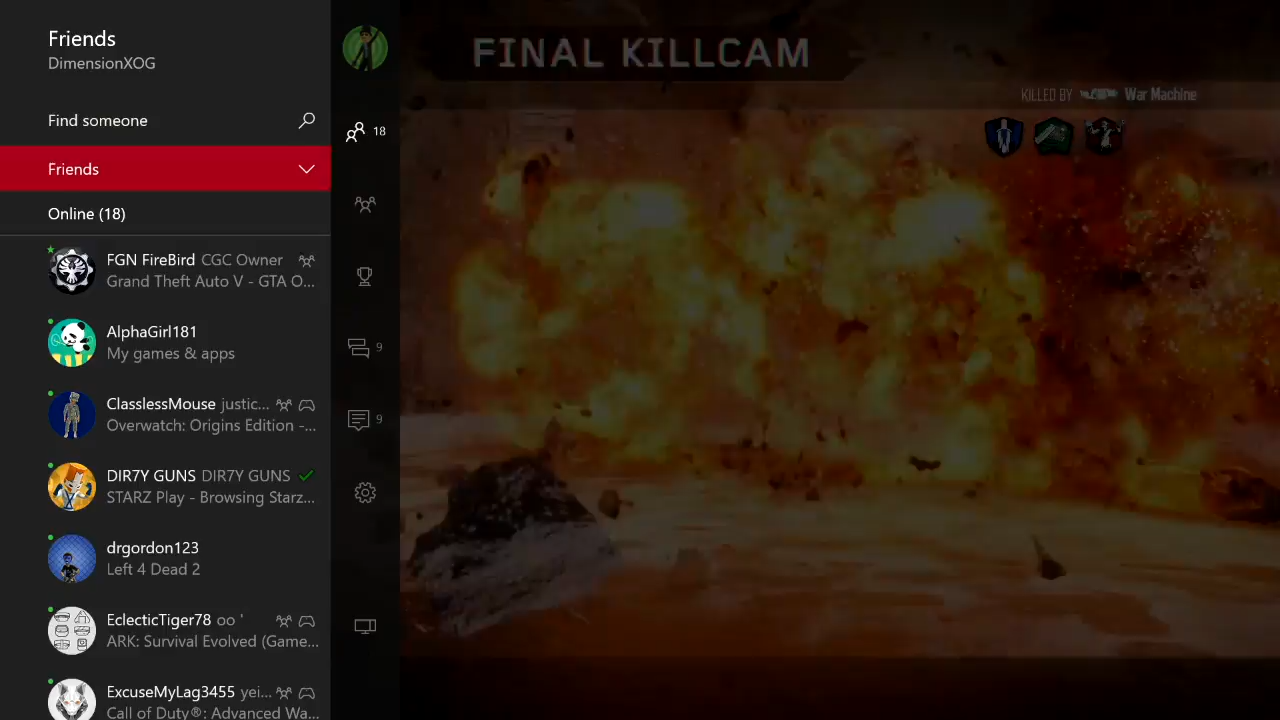 Friends
DimensionXOG
Find someone
Friends
Online (18)
FGN FireBird CGC Owner
Grand Theft Auto V - GTA O...
AlphaGirl181
My games & apps
ClasslessMouse justic...
Overwatch: Origins Edition -...
DIR7Y GUNS DIR7Y GUNS
STARZ Play - Browsing Starz...
drgordon123
Left 4 Dead 2
EclecticTiger78 oo '
ARK: Survival Evolved (Game...
ExcuseMyLag3455 yei...
Call of Duty®: Advanced Wa...
18
9
9
FINAL KILLCAM
KILLED BY War Machine